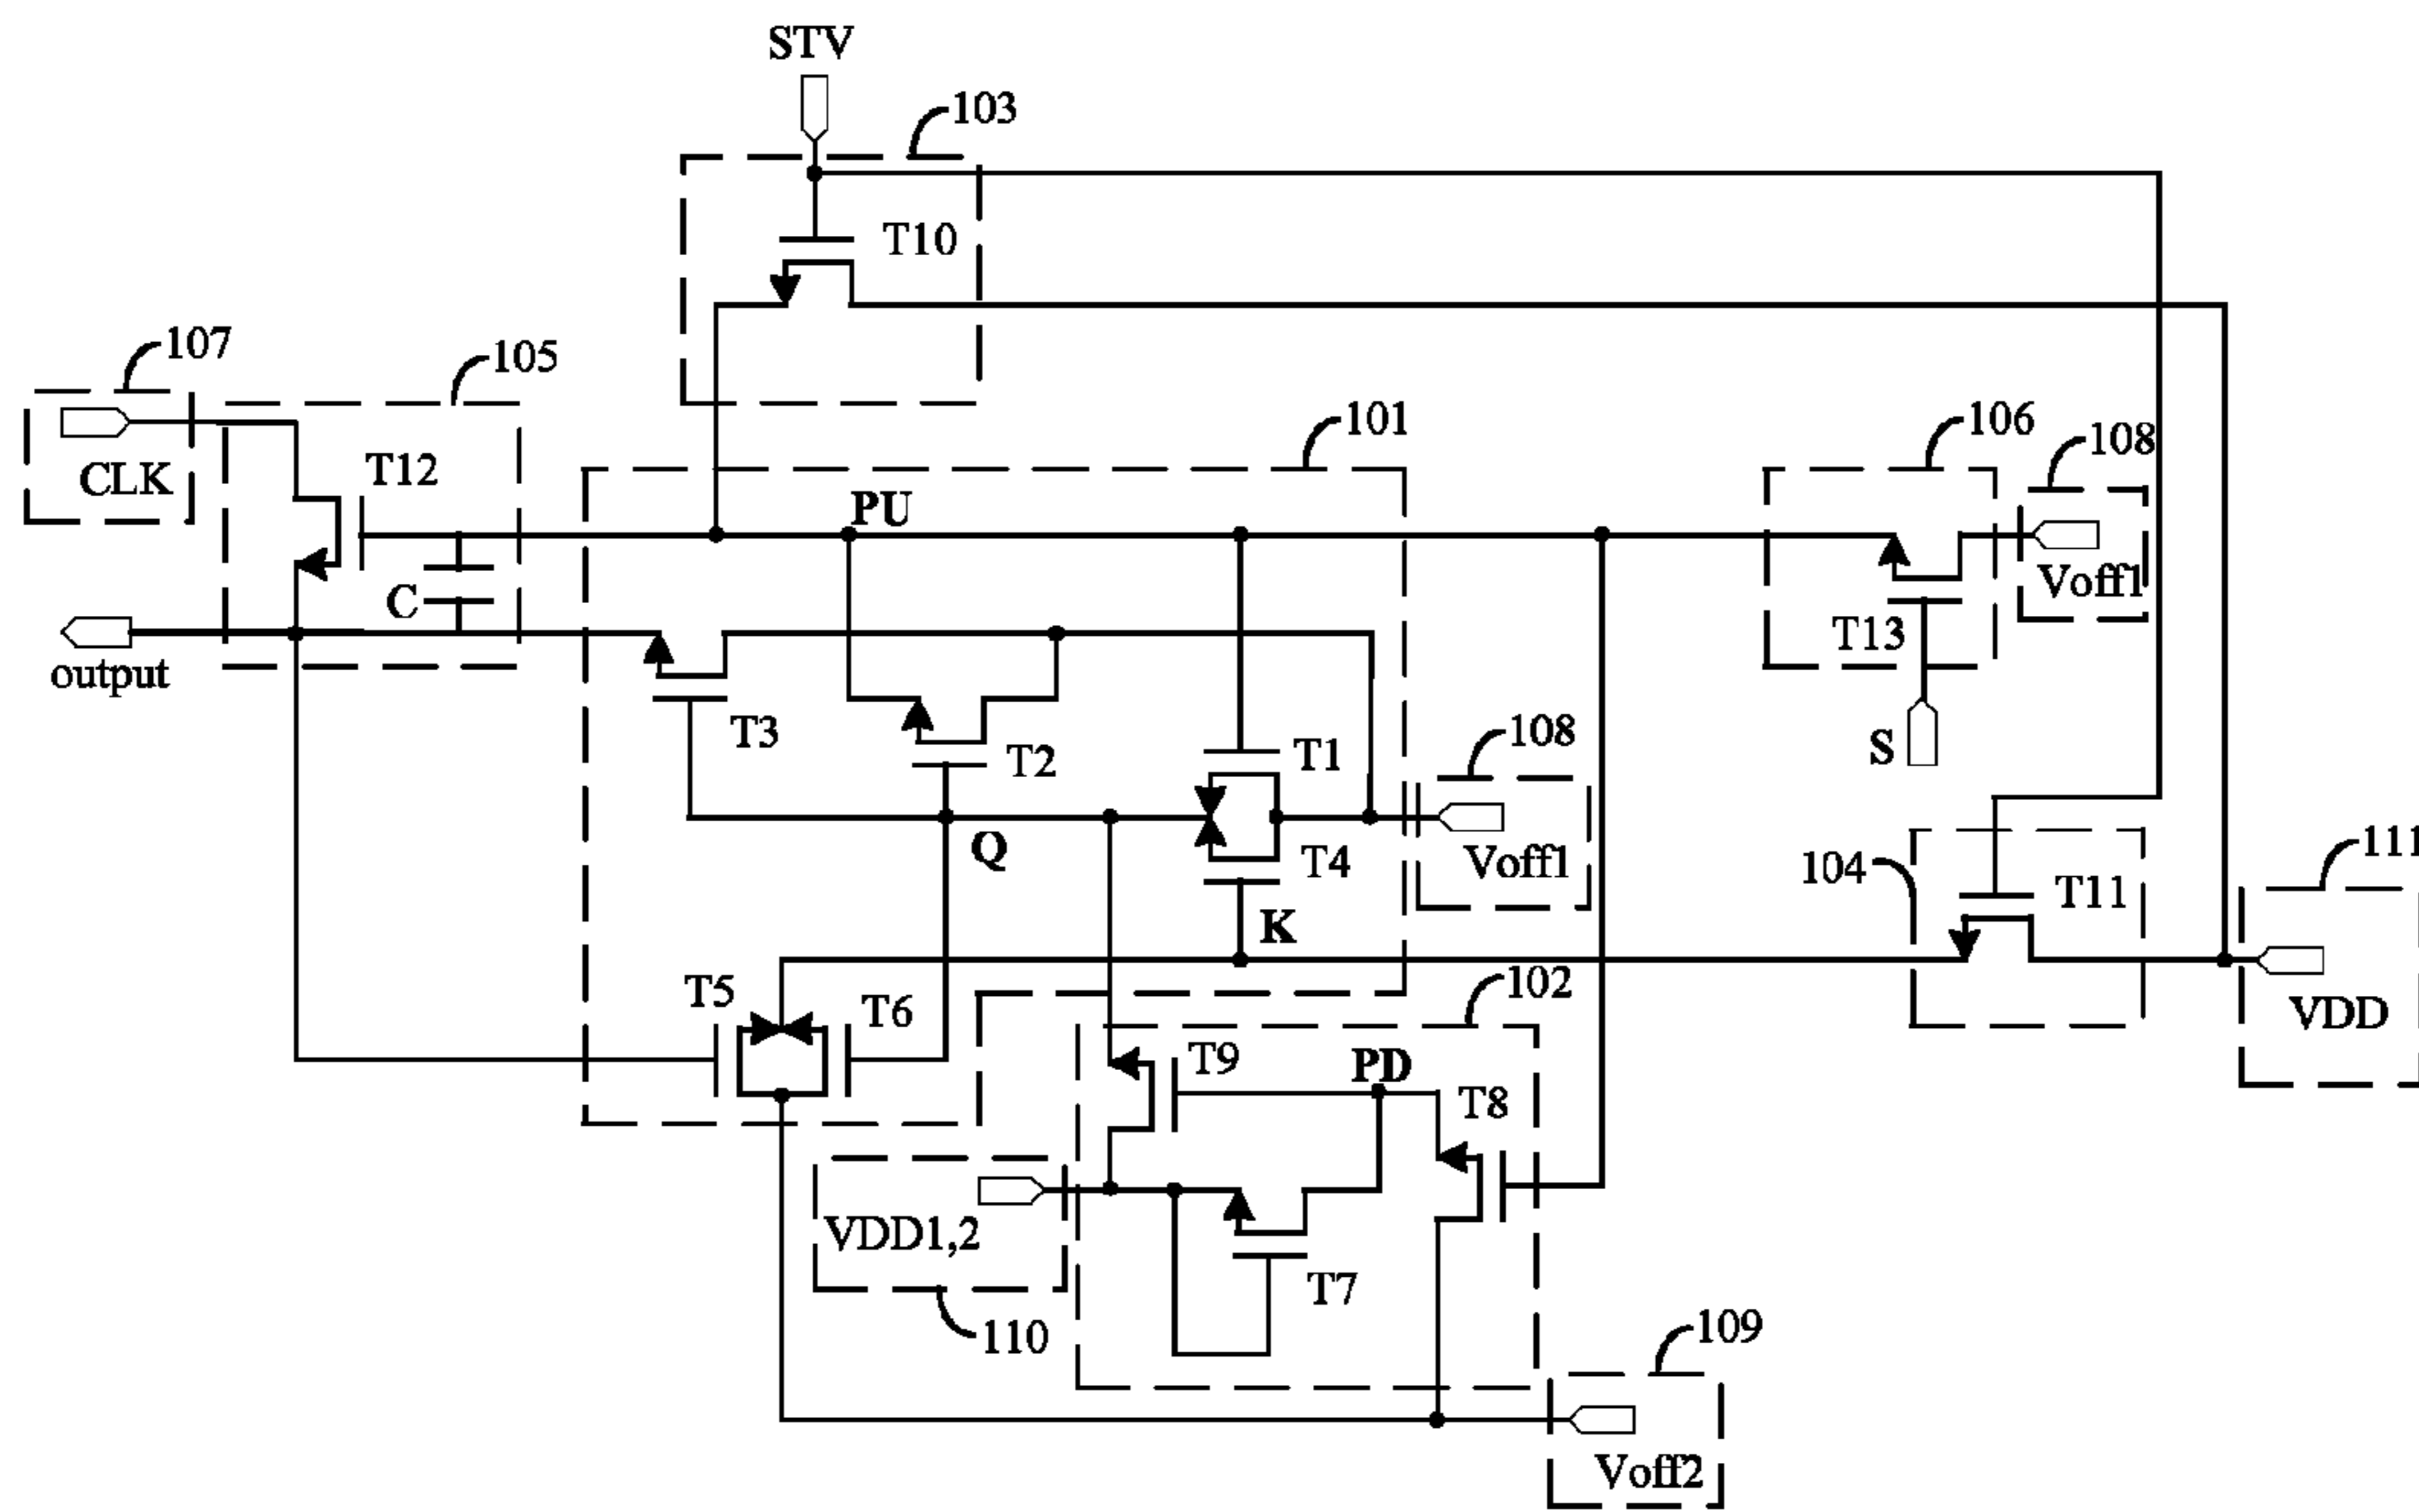 STV
103
T10
107
105
101
106
108
CLK
T12
PU
C
Voff1
T13
output
T3
T2
T1
108
S
Q
T4
Voff1
104
T11
111
K
T5
T6
102
VDD
T9
PD
T8
VDD1,2
T7
110
109
Voff2